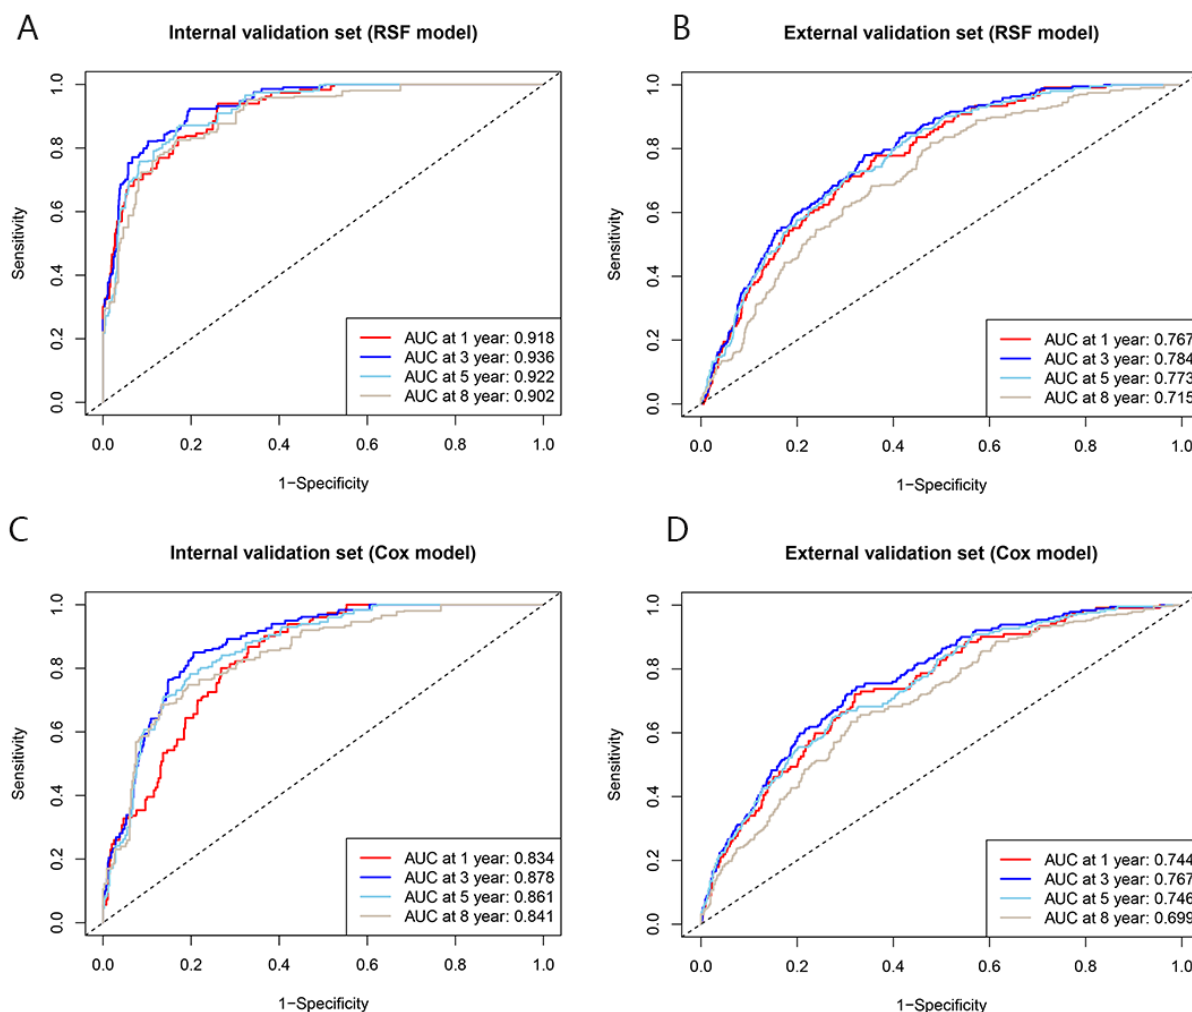 A
Internal validation set (RSF model)
1.0
0.8
0.6
0.4
0.2
0.0
Sensitivity
AUC at 1 year: 0.918
AUC at 3 year: 0.936
AUC at 5 year: 0.922
AUC at 8 year: 0.902
0.0 0.2 0.4 0.6 0.8 1.0
1−Specificity
B
External validation set (RSF model)
1.0
0.8
0.6
0.4
0.2
0.0
Sensitivity
AUC at 1 year: 0.767
AUC at 3 year: 0.784
AUC at 5 year: 0.773
AUC at 8 year: 0.715
0.0 0.2 0.4 0.6 0.8 1.0
1−Specificity
C
Internal validation set (Cox model)
1.0
0.8
0.6
0.4
0.2
0.0
Sensitivity
AUC at 1 year: 0.834
AUC at 3 year: 0.878
AUC at 5 year: 0.861
AUC at 8 year: 0.841
0.0 0.2 0.4 0.6 0.8 1.0
1−Specificity
D
External validation set (Cox model)
1.0
0.8
0.6
0.4
0.2
0.0
Sensitivity
AUC at 1 year: 0.744
AUC at 3 year: 0.767
AUC at 5 year: 0.746
AUC at 8 year: 0.699
0.0 0.2 0.4 0.6 0.8 1.0
1−Specificity